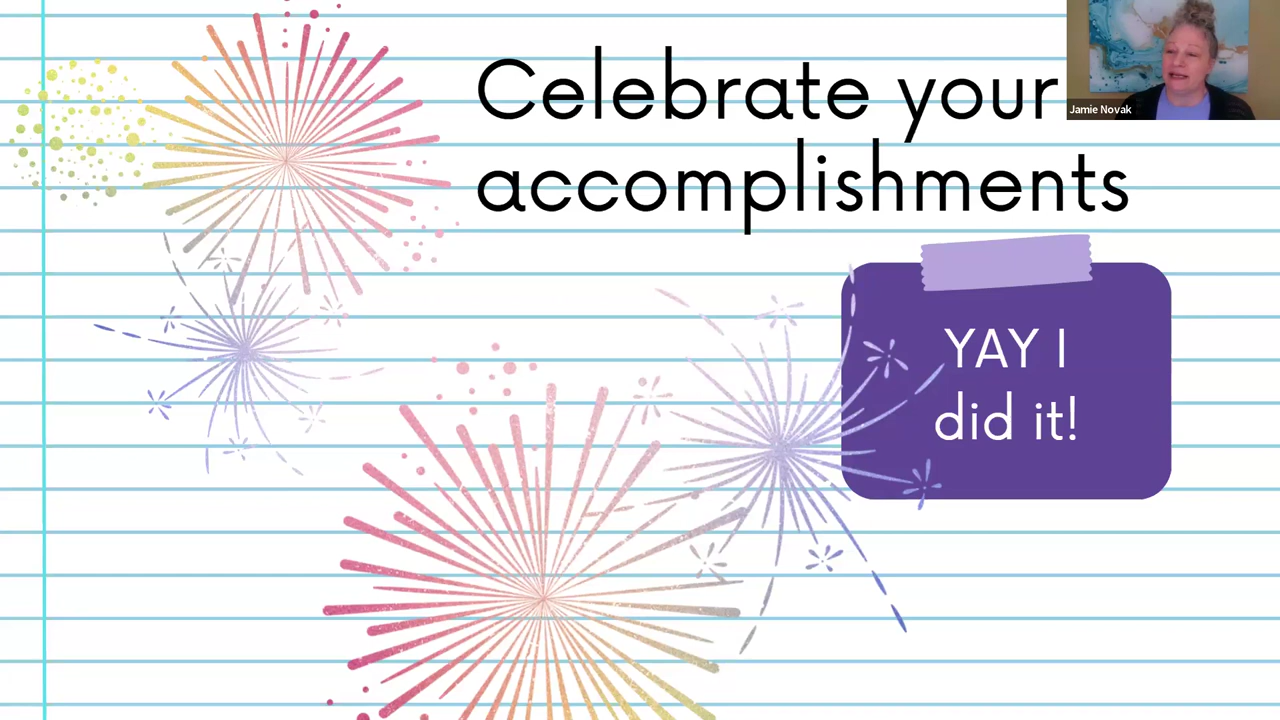 Celebrate your
accomplishments
Jamie Novak
YAY I
did it!